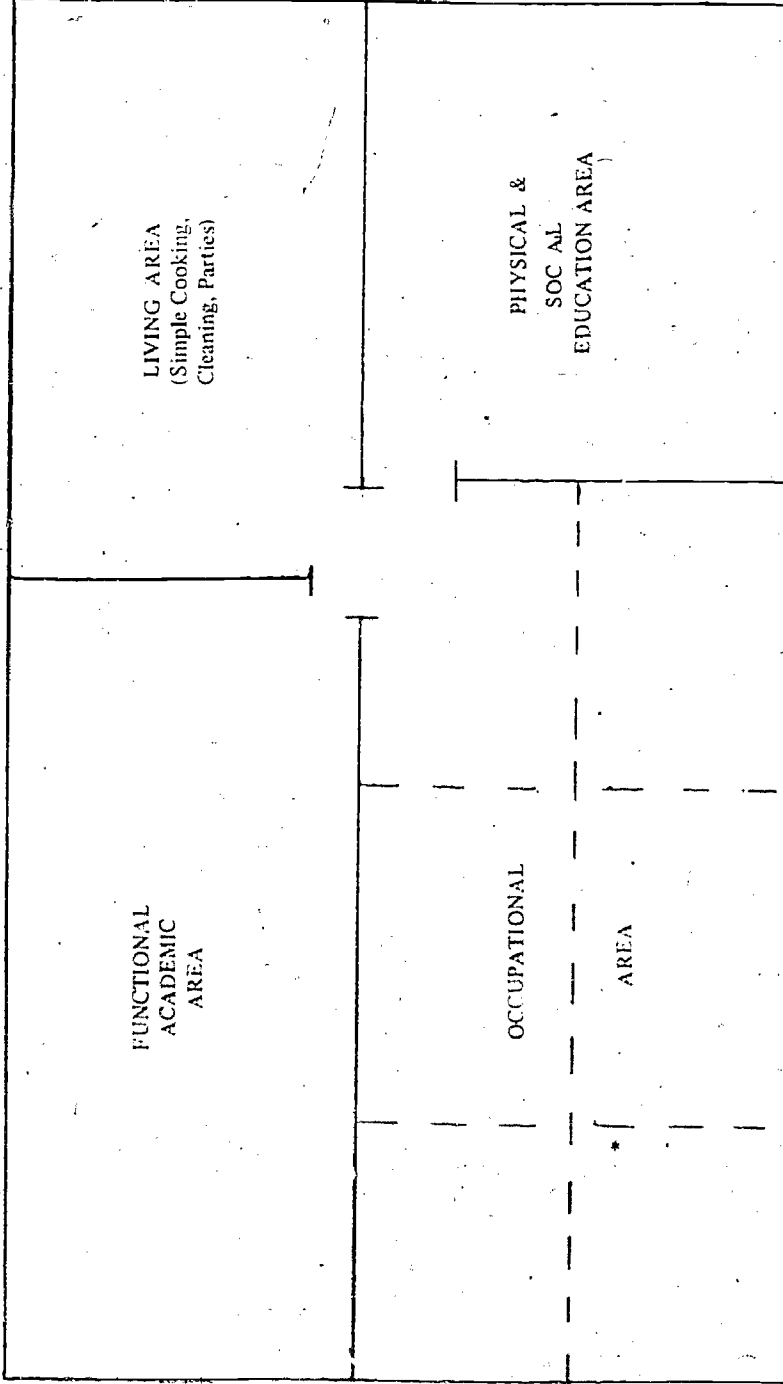 LIVING AREA
(Simple Cooking,
Cleaning, Parties)
PHYSICAL &
SOC AL
EDUCATION AREA
FUNCTIONAL
ACADEMIC
AREA
OCCUPATIONAL
AREA
*